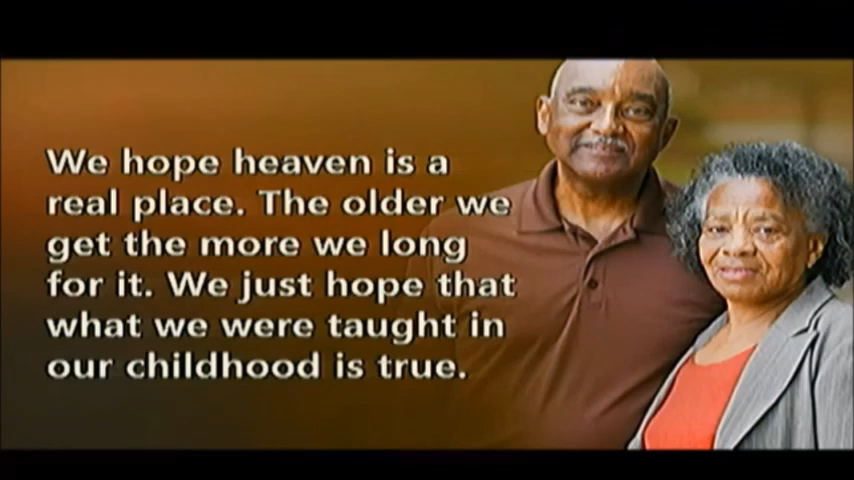 We hope heaven is a
real place. The older we
get the more we long
for it. We just hope that
what we were taught in
our childhood is true.